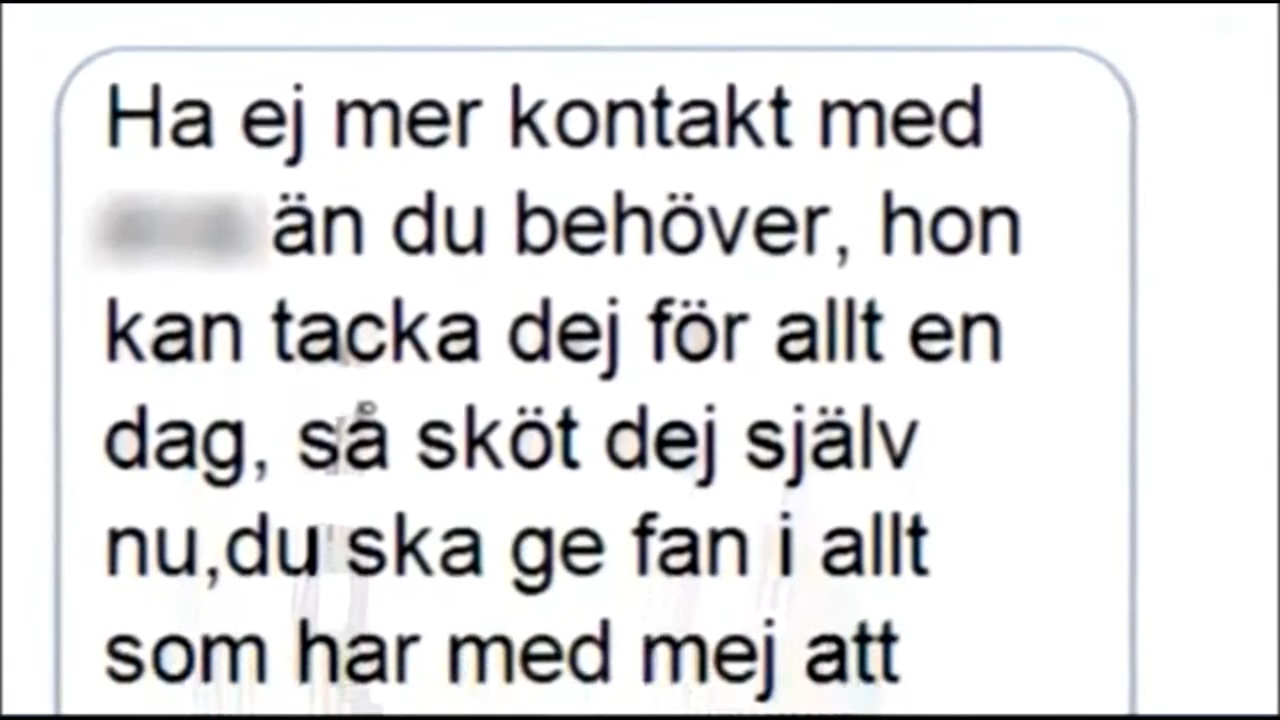 Ha ej mer kontakt med
än du behöver, hon
kan tacka dej för allt en
dag, så sköt dej själv
nu,du ska ge fan i allt
som har med mej att